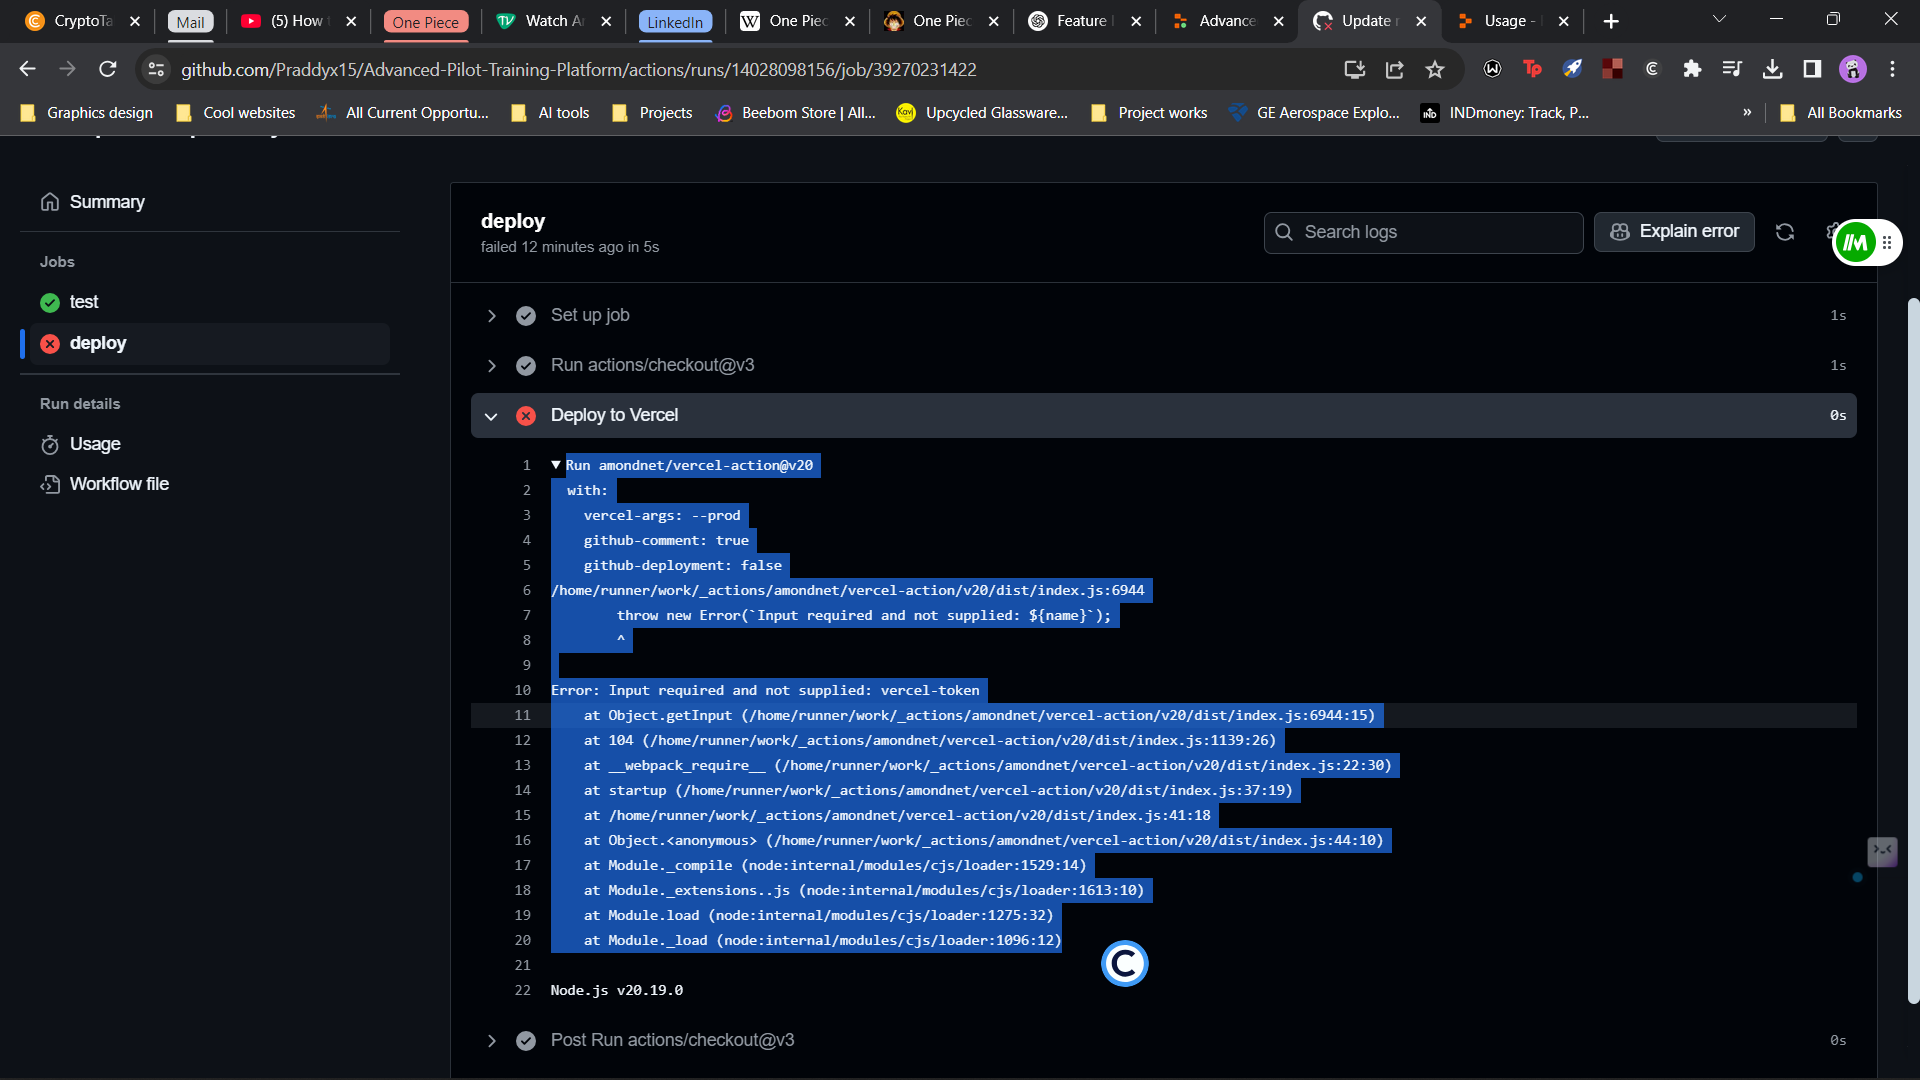 CryptoTa
Mail
(5) How t
One Piece
Watch An
LinkedIn
One Piec
One Piec
Feature
Advance
Update r
Usage -
github.com/Praddyx15/Advanced-Pilot-Training-Platform/actions/runs/14028098156/job/39270231422
Graphics design
Cool websites
All Current Opportu...
AI tools
Projects
Beebom Store | All...
Upcycled Glassware...
Project works
GE Aerospace Explo...
INDmoney: Track, P...
»
All Bookmarks
Summary
Jobs
test
deploy
Run details
Usage
Workflow file
deploy
failed 12 minutes ago in 5s
Search logs
Explain error
Set up job 1s
Run actions/checkout@v3 1s
Deploy to Vercel 0s
1 ▼ Run amondnet/vercel-action@v20
2 with:
3 vercel-args: --prod
4 github-comment: true
5 github-deployment: false
6 /home/runner/work/_actions/amondnet/vercel-action/v20/dist/index.js:6944
7 throw new Error(`Input required and not supplied: ${name}`);
8 ^
9
10 Error: Input required and not supplied: vercel-token
11 at Object.getInput (/home/runner/work/_actions/amondnet/vercel-action/v20/dist/index.js:6944:15)
12 at 104 (/home/runner/work/_actions/amondnet/vercel-action/v20/dist/index.js:1139:26)
13 at __webpack_require__ (/home/runner/work/_actions/amondnet/vercel-action/v20/dist/index.js:22:30)
14 at startup (/home/runner/work/_actions/amondnet/vercel-action/v20/dist/index.js:37:19)
15 at /home/runner/work/_actions/amondnet/vercel-action/v20/dist/index.js:41:18
16 at Object.<anonymous> (/home/runner/work/_actions/amondnet/vercel-action/v20/dist/index.js:44:10)
17 at Module._compile (node:internal/modules/cjs/loader:1529:14)
18 at Module._extensions..js (node:internal/modules/cjs/loader:1613:10)
19 at Module.load (node:internal/modules/cjs/loader:1275:32)
20 at Module._load (node:internal/modules/cjs/loader:1096:12)
21
22 Node.js v20.19.0
Post Run actions/checkout@v3 0s